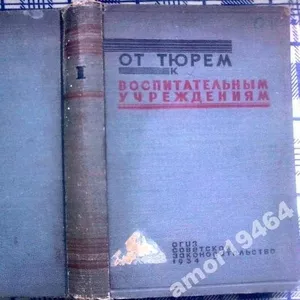 ОТ ТЮРЕМ
К
ВОСПИТАТЕЛЬНЫМ
УЧРЕЖДЕНИЯМ
I
ОГИЗ
СОВЕТСКОЕ
ЗАКОНОДАТЕЛЬСТВО
1934
amor19464